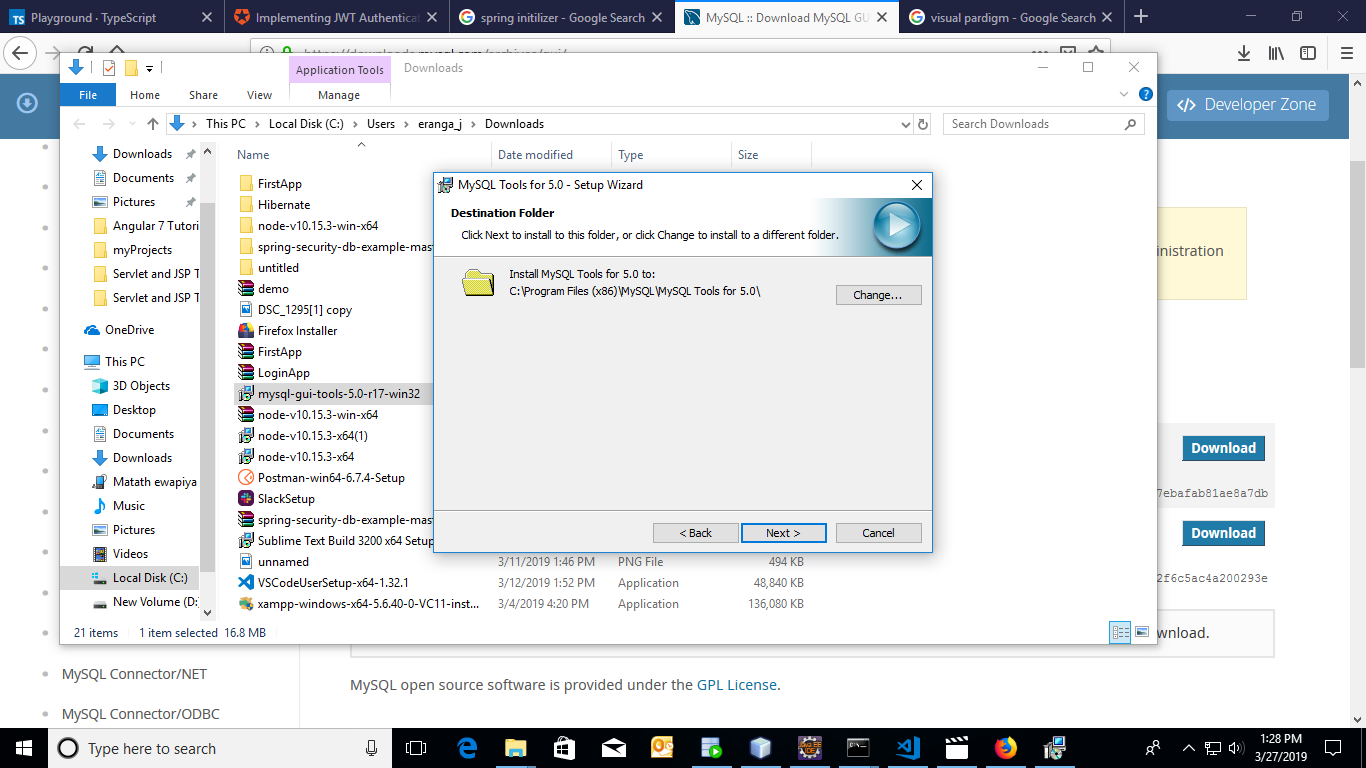 Playground · TypeScript
Implementing JWT Authenticat
spring initilizer - Google Search
MySQL :: Download MySQL GU
visual pardigm - Google Search
Application Tools
Downloads
File
Home
Share
View
Manage
This PC > Local Disk (C:) > Users > eranga_j > Downloads
Search Downloads
</> Developer Zone
Downloads
Documents
Pictures
Angular 7 Tutori
myProjects
Servlet and JSP T
Servlet and JSP T
OneDrive
This PC
3D Objects
Desktop
Documents
Downloads
Matath ewapiya
Music
Pictures
Videos
Local Disk (C:)
New Volume (D:
Name
Date modified
Type
Size
FirstApp
Hibernate
node-v10.15.3-win-x64
spring-security-db-example-mas
untitled
demo
DSC_1295[1] copy
Firefox Installer
FirstApp
LoginApp
mysql-gui-tools-5.0-r17-win32
node-v10.15.3-win-x64
node-v10.15.3-x64(1)
node-v10.15.3-x64
Postman-win64-6.7.4-Setup
SlackSetup
spring-security-db-example-mas
Sublime Text Build 3200 x64 Setup
unnamed 3/11/2019 1:46 PM PNG File 494 KB
VSCodeUserSetup-x64-1.32.1 3/12/2019 1:52 PM Application 48,840 KB
xampp-windows-x64-5.6.40-0-VC11-inst... 3/4/2019 4:20 PM Application 136,080 KB
21 items 1 item selected 16.8 MB
MySQL Tools for 5.0 - Setup Wizard
Destination Folder
Click Next to install to this folder, or click Change to install to a different folder.
Install MySQL Tools for 5.0 to:
C:\Program Files (x86)\MySQL\MySQL Tools for 5.0\
Change...
< Back
Next >
Cancel
inistration
Download
7ebafab81ae8a7db
Download
2f6c5ac4a200293e
wnload.
MySQL Connector/NET
MySQL Connector/ODBC
MySQL open source software is provided under the GPL License.
Type here to search
1:28 PM
3/27/2019